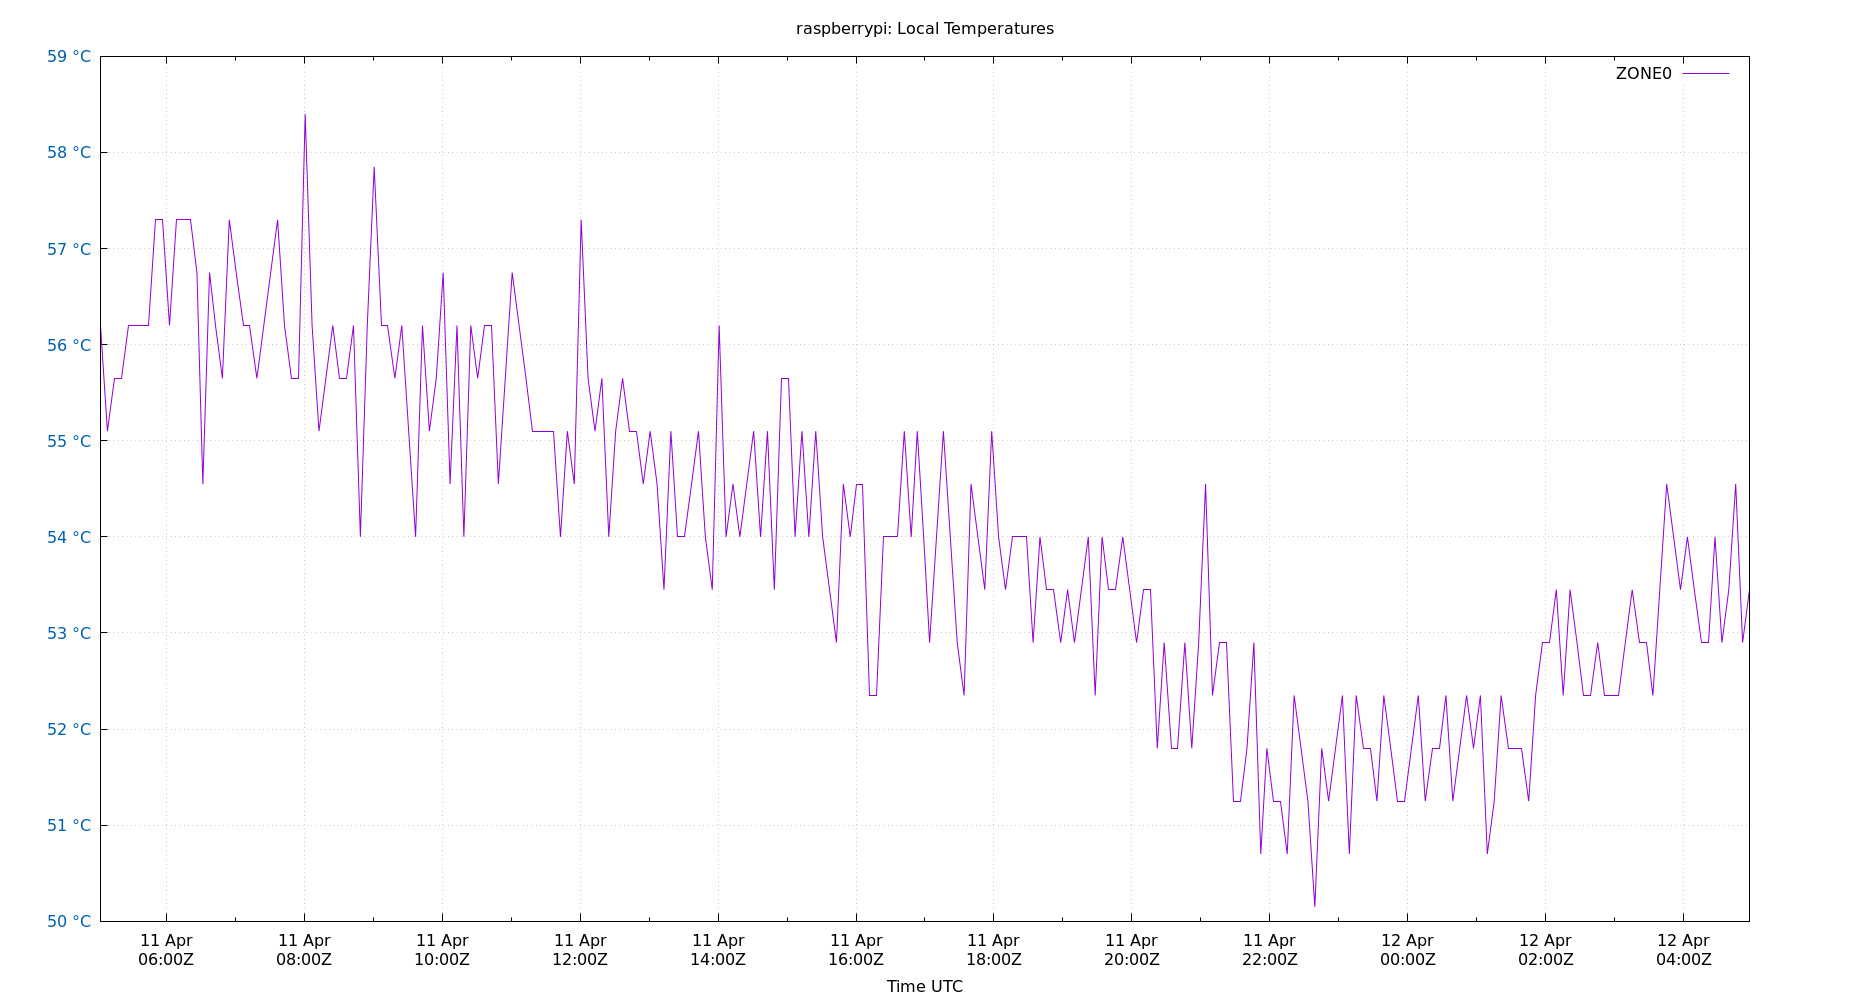 raspberrypi: Local Temperatures
59 °C
ZONE0
58 °C
57 °C
56 °C
55 °C
54 °C
53 °C
52 °C
51 °C
50 °C
11 Apr 11 Apr 11 Apr 11 Apr 11 Apr 11 Apr 11 Apr 11 Apr 11 Apr 12 Apr 12 Apr 12 Apr
06:00Z 08:00Z 10:00Z 12:00Z 14:00Z 16:00Z 18:00Z 20:00Z 22:00Z 00:00Z 02:00Z 04:00Z
Time UTC